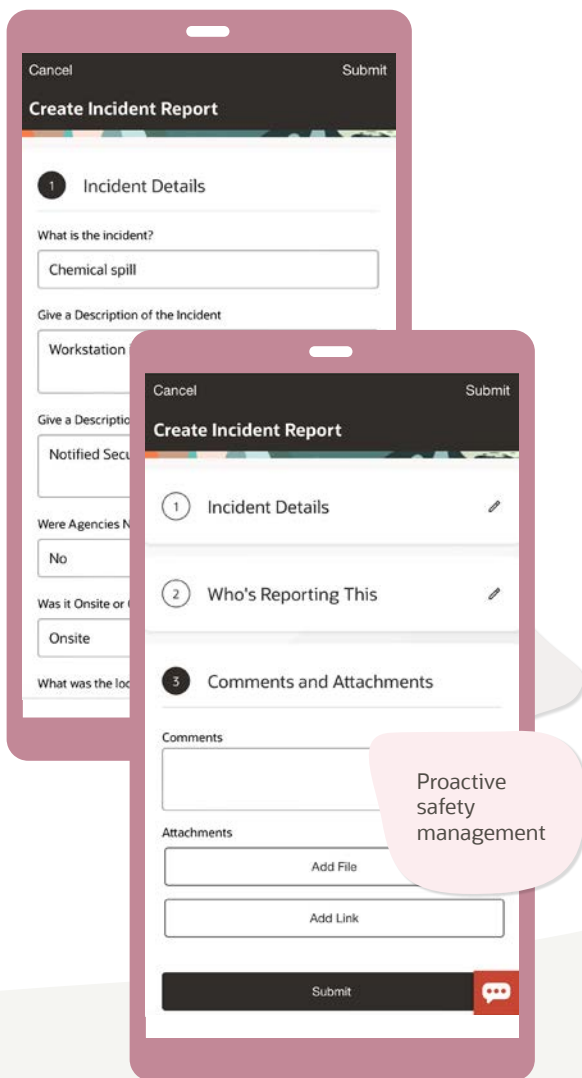 Cancel Submit
Create Incident Report
1 Incident Details
What is the incident?
Chemical spill
Give a Description of the Incident
Workstation
Give a Descriptio
Notified Secu
Were Agencies N
No
Was it Onsite or
Onsite
What was the loc
Cancel Submit
Create Incident Report
1 Incident Details
2 Who's Reporting This
3 Comments and Attachments
Comments
Attachments
Add File
Add Link
Submit
Proactive
safety
management